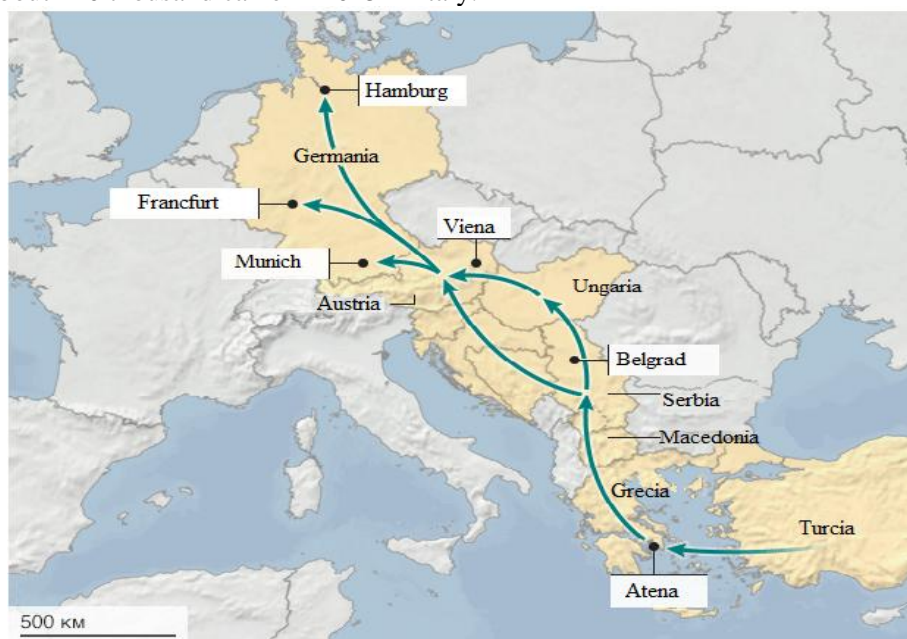 Hamburg
Germania
Francfurt
Viena
Munich
Ungaria
Austria
Belgrad
Serbia
Macedonia
Grecia
Turcia
Atena
500 км